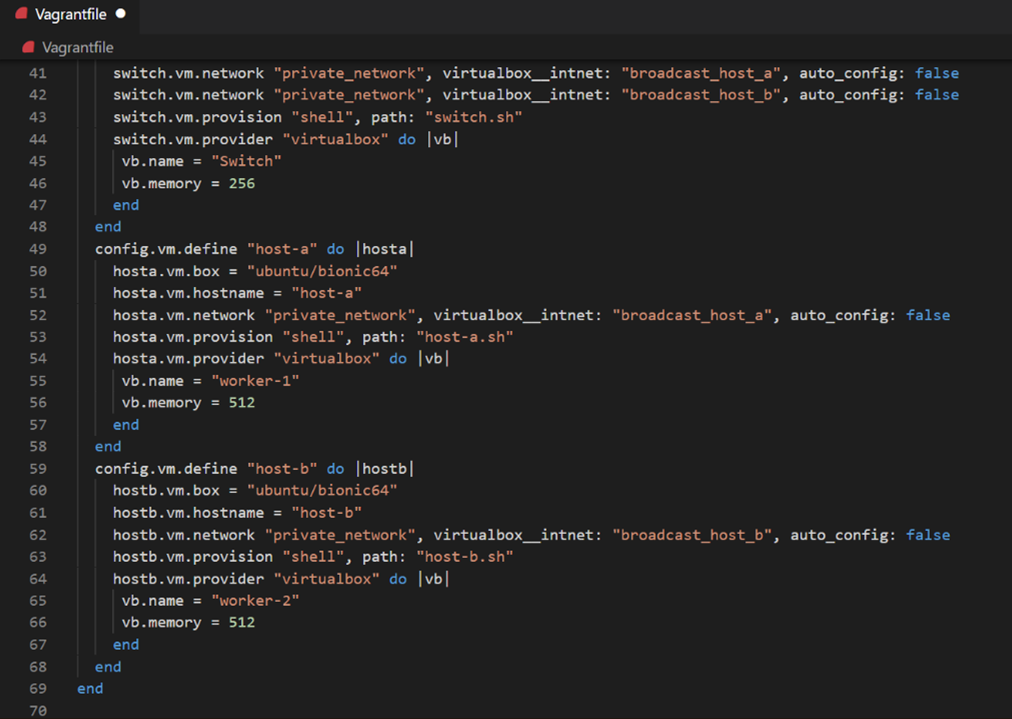 Vagrantfile
Vagrantfile
41 switch.vm.network "private_network", virtualbox__intnet: "broadcast_host_a", auto_config: false
42 switch.vm.network "private_network", virtualbox__intnet: "broadcast_host_b", auto_config: false
43 switch.vm.provision "shell", path: "switch.sh"
44 switch.vm.provider "virtualbox" do |vb|
45 vb.name = "Switch"
46 vb.memory = 256
47 end
48 end
49 config.vm.define "host-a" do |hosta|
50 hosta.vm.box = "ubuntu/bionic64"
51 hosta.vm.hostname = "host-a"
52 hosta.vm.network "private_network", virtualbox__intnet: "broadcast_host_a", auto_config: false
53 hosta.vm.provision "shell", path: "host-a.sh"
54 hosta.vm.provider "virtualbox" do |vb|
55 vb.name = "worker-1"
56 vb.memory = 512
57 end
58 end
59 config.vm.define "host-b" do |hostb|
60 hostb.vm.box = "ubuntu/bionic64"
61 hostb.vm.hostname = "host-b"
62 hostb.vm.network "private_network", virtualbox__intnet: "broadcast_host_b", auto_config: false
63 hostb.vm.provision "shell", path: "host-b.sh"
64 hostb.vm.provider "virtualbox" do |vb|
65 vb.name = "worker-2"
66 vb.memory = 512
67 end
68 end
69 end
70